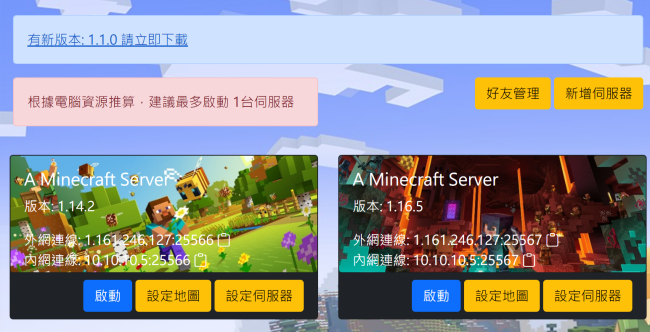 有新版本: 1.1.0 請立即下載
根據電腦資源推算，建議最多啟動 1台伺服器
好友管理 新增伺服器
A Minecraft Server
版本: 1.14.2
外網連線: 1.161.246.127:25566
內網連線: 10.10.10.5:25566
啟動 設定地圖 設定伺服器
A Minecraft Server
版本: 1.16.5
外網連線: 1.161.246.127:25567
內網連線: 10.10.10.5:25567
啟動 設定地圖 設定伺服器